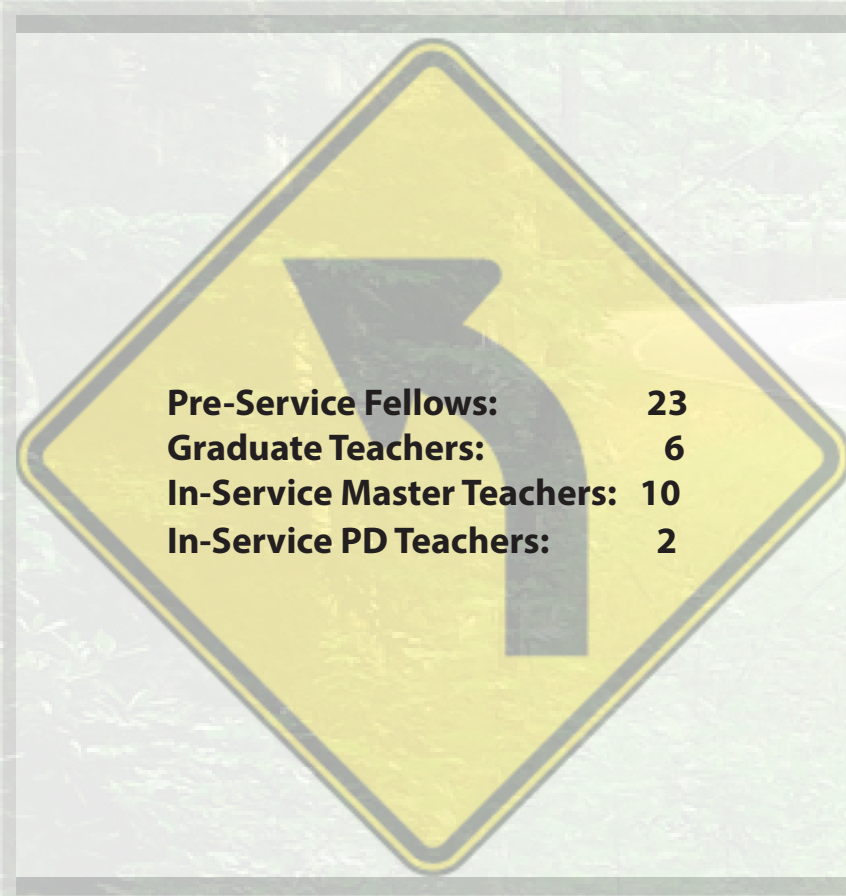 Pre-Service Fellows: 23
Graduate Teachers: 6
In-Service Master Teachers: 10
In-Service PD Teachers: 2